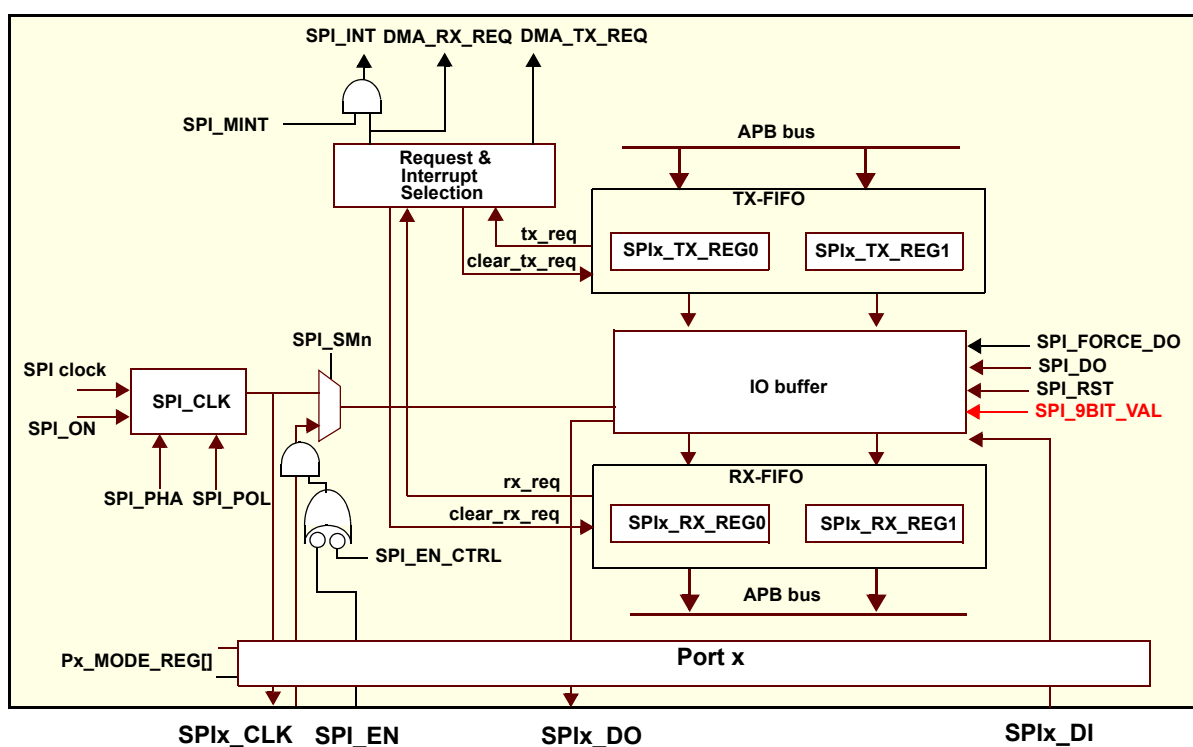 SPI_INT DMA_RX_REQ DMA_TX_REQ
SPI_MINT
APB bus
Request &
Interrupt
Selection
TX-FIFO
tx_req
SPIx_TX_REG0
SPIx_TX_REG1
clear_tx_req
SPI_SMn
SPI_FORCE_DO
SPI clock
SPI_DO
IO buffer
SPI_CLK
SPI_RST
SPI_9BIT_VAL
SPI_ON
RX-FIFO
rx_req
SPI_PHA SPI_POL
clear_rx_req
SPIx_RX_REG0
SPIx_RX_REG1
SPI_EN_CTRL
APB bus
Px_MODE_REG[]
Port x
SPIx_CLK SPI_EN SPIx_DO SPIx_DI